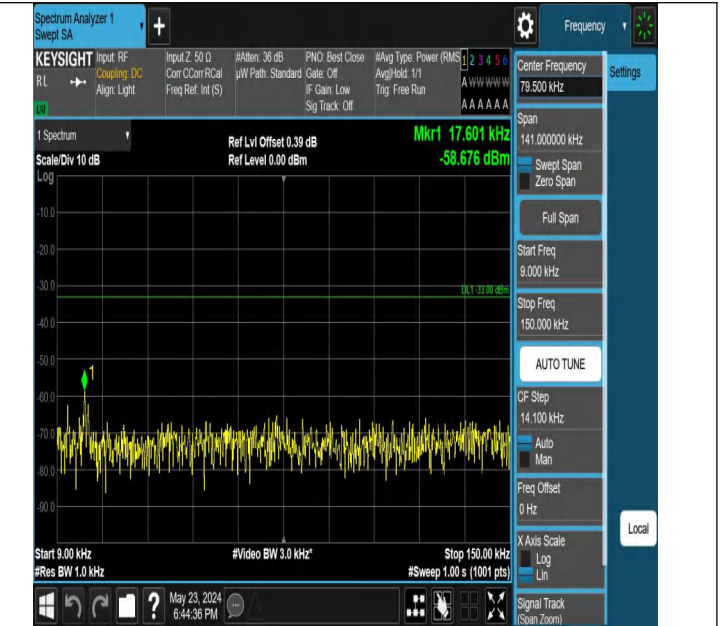 Spectrum Analyzer 1
Swept SA
+
Frequency
KEYSIGHT
RL
Input: RF
Coupling: DC
Align: Light
Input Z: 50 Ω
Corr CCorr RCal
Freq Ref: Int (S)
#Atten: 36 dB
µW Path: Standard
PNO: Best Close
Gate: Off
IF Gain: Low
Sig Track: Off
#Avg Type: Power (RMS
Avg|Hold: 1/1
Trig: Free Run
1 2 3 4 5 6
A W W W W W
A A A A A A
1 Spectrum
Scale/Div 10 dB
Ref Lvl Offset 0.39 dB
Ref Level 0.00 dBm
Mkr1 17.601 kHz
-58.676 dBm
Log
-10.0
-20.0
-30.0
-40.0
-50.0
-60.0
-70.0
-80.0
-90.0
DL1 -33.00 dBm
1
Start 9.00 kHz
#Res BW 1.0 kHz
#Video BW 3.0 kHz*
Stop 150.00 kHz
#Sweep 1.00 s (1001 pts)
?
May 23, 2024
6:44:36 PM
Center Frequency
79.500 kHz
Settings
Span
141.000000 kHz
Swept Span
Zero Span
Full Span
Start Freq
9.000 kHz
Stop Freq
150.000 kHz
AUTO TUNE
CF Step
14.100 kHz
Auto
Man
Freq Offset
0 Hz
X Axis Scale
Log
Lin
Local
Signal Track
(Span Zoom)